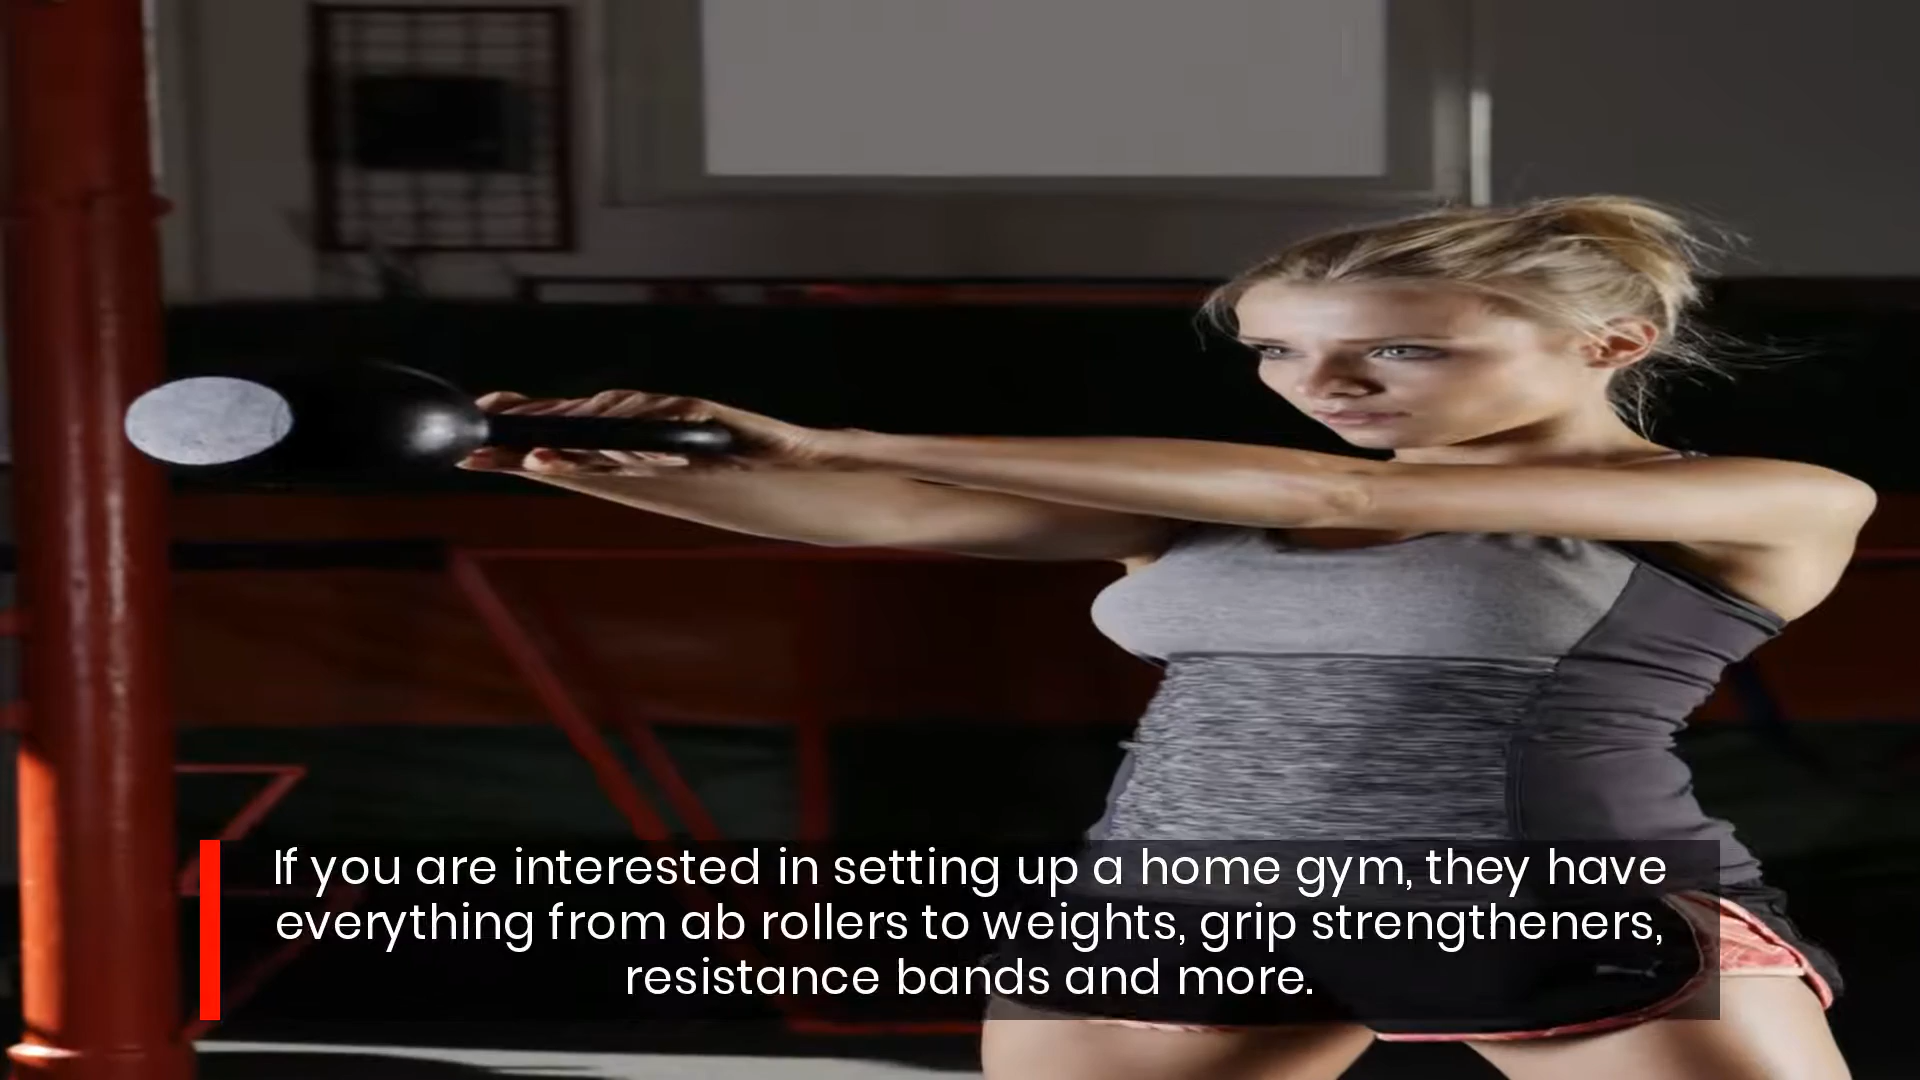 If you are interested in setting up a home gym, they have
everything from ab rollers to weights, grip strengtheners,
resistance bands and more.